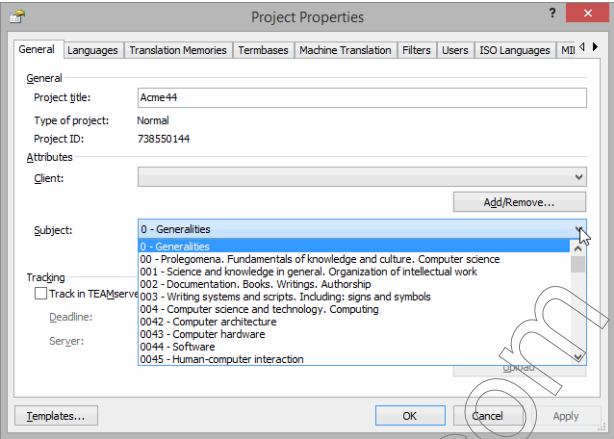 Project Properties
?
×
General Languages Translation Memories Termbases Machine Translation Filters Users ISO Languages
General
Project title: Acme44
Type of project: Normal
Project ID: 738550144
Attributes
Client:
Add/Remove...
Subject: 0 - Generalities
0 - Generalities
00 - Prolegomena. Fundamentals of knowledge and culture. Computer science
001 - Science and knowledge in general. Organization of intellectual work
002 - Documentation. Books. Writings. Authorship
003 - Writing systems and scripts. Including: signs and symbols
004 - Computer science and technology. Computing
0042 - Computer architecture
0043 - Computer hardware
0044 - Software
0045 - Human-computer interaction
Tracking
Track in TEAMserve
Deadline:
Server:
Upload
Templates... OK Cancel Apply
com